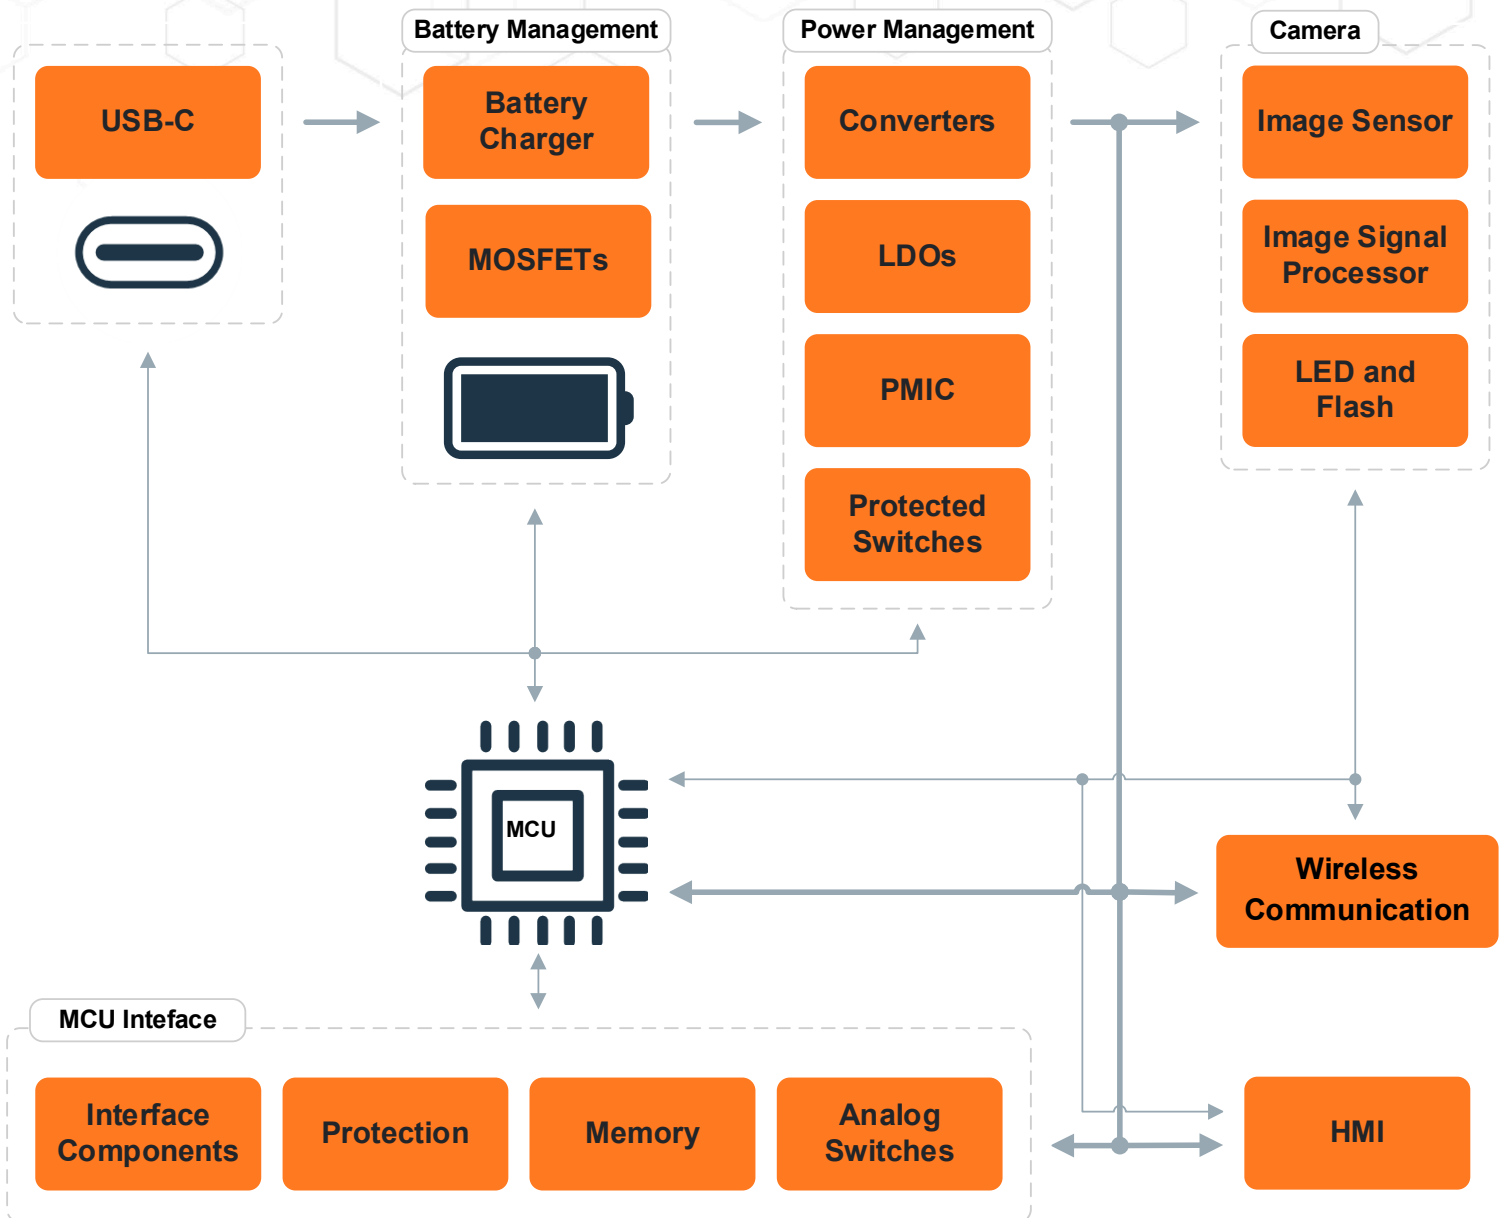 Battery Management
Power Management
Camera
USB-C
Battery
Charger
MOSFETs
Converters
LDOs
PMIC
Protected
Switches
Image Sensor
Image Signal
Processor
LED and
Flash
MCU
Wireless
Communication
MCU Inteface
Interface
Components
Protection
Memory
Analog
Switches
HMI